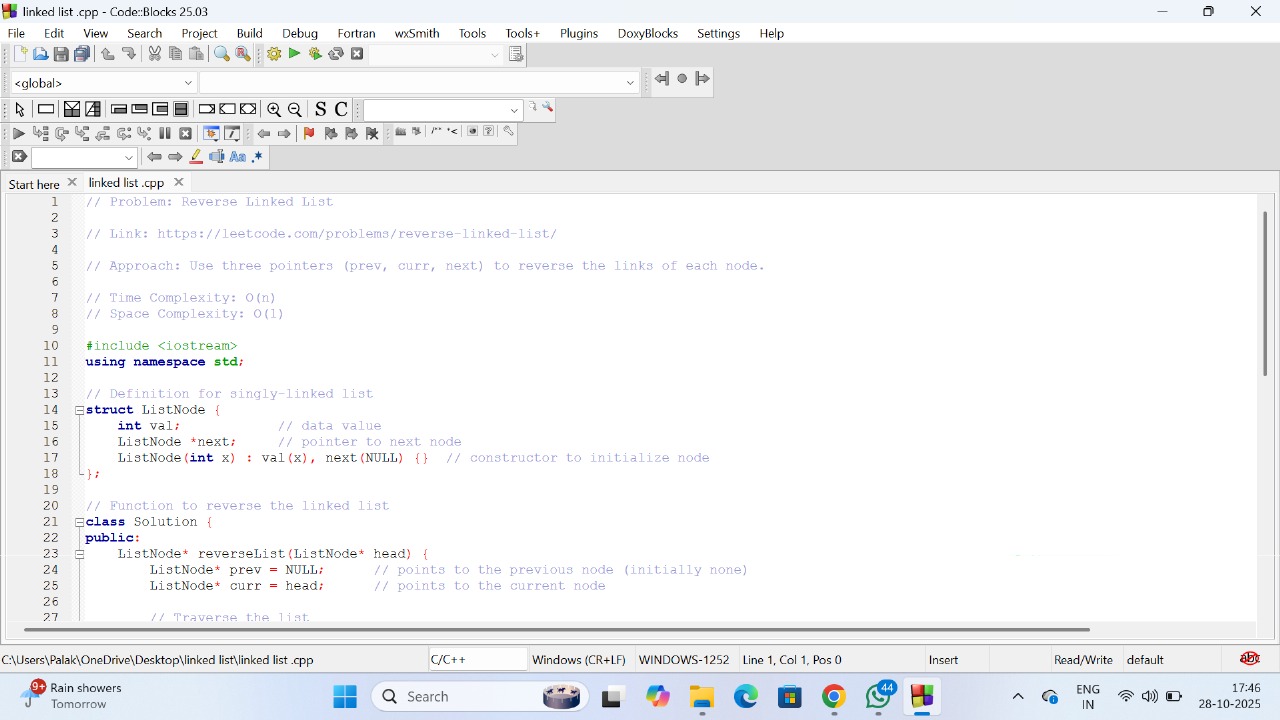 linked list .cpp - Code::Blocks 25.03
File Edit View Search Project Build Debug Fortran wxSmith Tools Tools+ Plugins DoxyBlocks Settings Help
<global>
S C
Aa .*
Start here linked list .cpp
1 // Problem: Reverse Linked List
2
3 // Link: https://leetcode.com/problems/reverse-linked-list/
4
5 // Approach: Use three pointers (prev, curr, next) to reverse the links of each node.
6
7 // Time Complexity: O(n)
8 // Space Complexity: O(1)
9
10 #include <iostream>
11 using namespace std;
12
13 // Definition for singly-linked list
14 struct ListNode {
15 int val; // data value
16 ListNode *next; // pointer to next node
17 ListNode(int x) : val(x), next(NULL) {} // constructor to initialize node
18 };
19
20 // Function to reverse the linked list
21 class Solution {
22 public:
23 ListNode* reverseList(ListNode* head) {
24 ListNode* prev = NULL; // points to the previous node (initially none)
25 ListNode* curr = head; // points to the current node
26
27 // Traverse the list
C:\Users\Palak\OneDrive\Desktop\linked list\linked list .cpp C/C++ Windows (CR+LF) WINDOWS-1252 Line 1, Col 1, Pos 0 Insert Read/Write default abc
9+ Rain showers
Tomorrow
Search
44
ENG
IN
17:46
28-10-2025